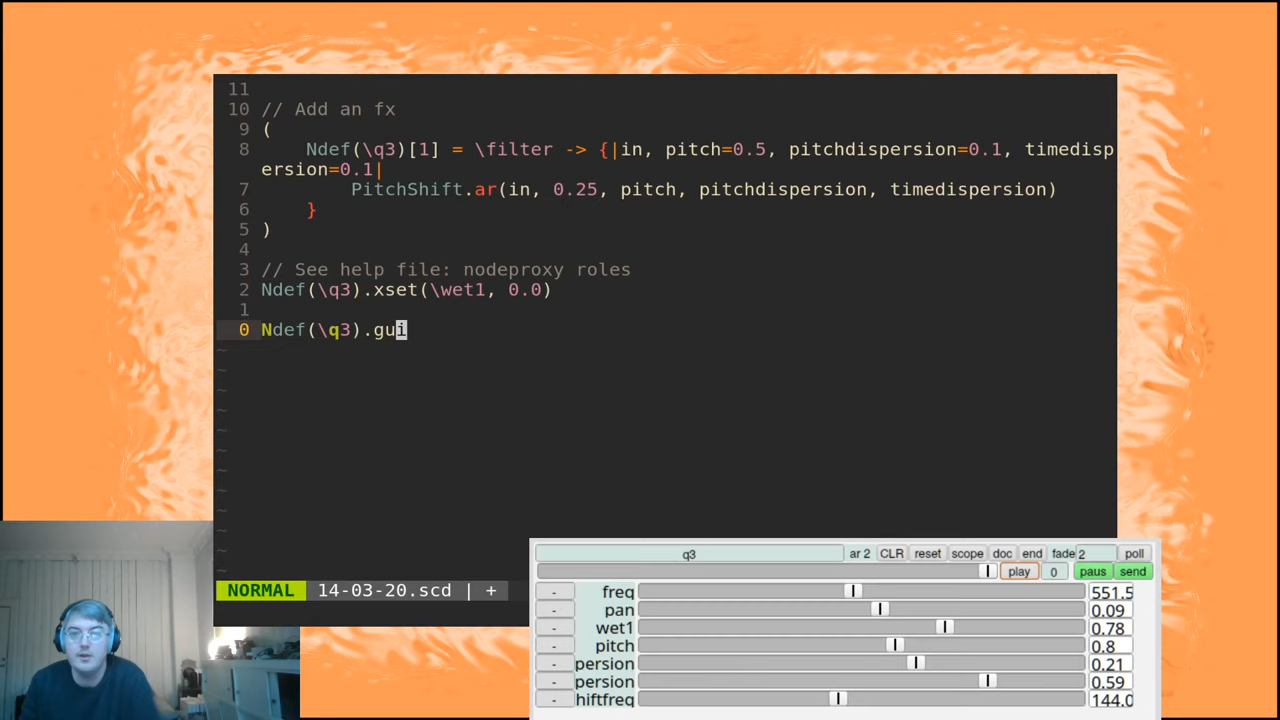 11
10 // Add an fx
9 (
8 Ndef(\q3)[1] = \filter -> {|in, pitch=0.5, pitchdispersion=0.1, timedisp
ersion=0.1|
7 PitchShift.ar(in, 0.25, pitch, pitchdispersion, timedispersion)
6 }
5 )
4
3 // See help file: nodeproxy roles
2 Ndef(\q3).xset(\wet1, 0.0)
1
0 Ndef(\q3).gui
~
~
~
~
~
~
~
~
~
~
~
~
NORMAL 14-03-20.scd | +
q3 ar 2 CLR reset scope doc end fade 2 poll
play 0 paus send
- freq 551.5
- pan 0.09
- wet1 0.78
- pitch 0.8
- persion 0.21
- persion 0.59
- hiftfreq 144.0